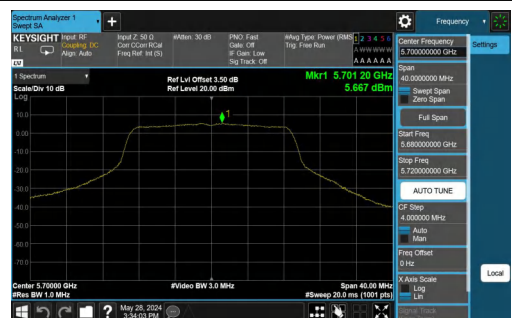 Spectrum Analyzer 1
Swept SA
Frequency
KEYSIGHT
RL
LXI
Input: RF
Coupling: DC
Align: Auto
Input Z: 50 Ω
Corr CCorr RCal
Freq Ref: Int (S)
#Atten: 30 dB
PNO: Fast
Gate: Off
IF Gain: Low
Sig Track: Off
#Avg Type: Power (RMS
Trig: Free Run
1 2 3 4 5 6
A W W W W W
A A A A A A
1 Spectrum
Scale/Div 10 dB
Ref Lvl Offset 3.50 dB
Ref Level 20.00 dBm
Mkr1 5.701 20 GHz
5.667 dBm
Log
10.0
0.00
-10.0
-20.0
-30.0
-40.0
-50.0
-60.0
-70.0
1
Center 5.70000 GHz
#Res BW 1.0 MHz
#Video BW 3.0 MHz
Span 40.00 MHz
#Sweep 20.0 ms (1001 pts)
Center Frequency
5.700000000 GHz
Settings
Span
40.0000000 MHz
Swept Span
Zero Span
Full Span
Start Freq
5.680000000 GHz
Stop Freq
5.720000000 GHz
AUTO TUNE
CF Step
4.000000 MHz
Auto
Man
Freq Offset
0 Hz
X Axis Scale
Log
Lin
Signal Track
Local
?
May 28, 2024
3:34:03 PM